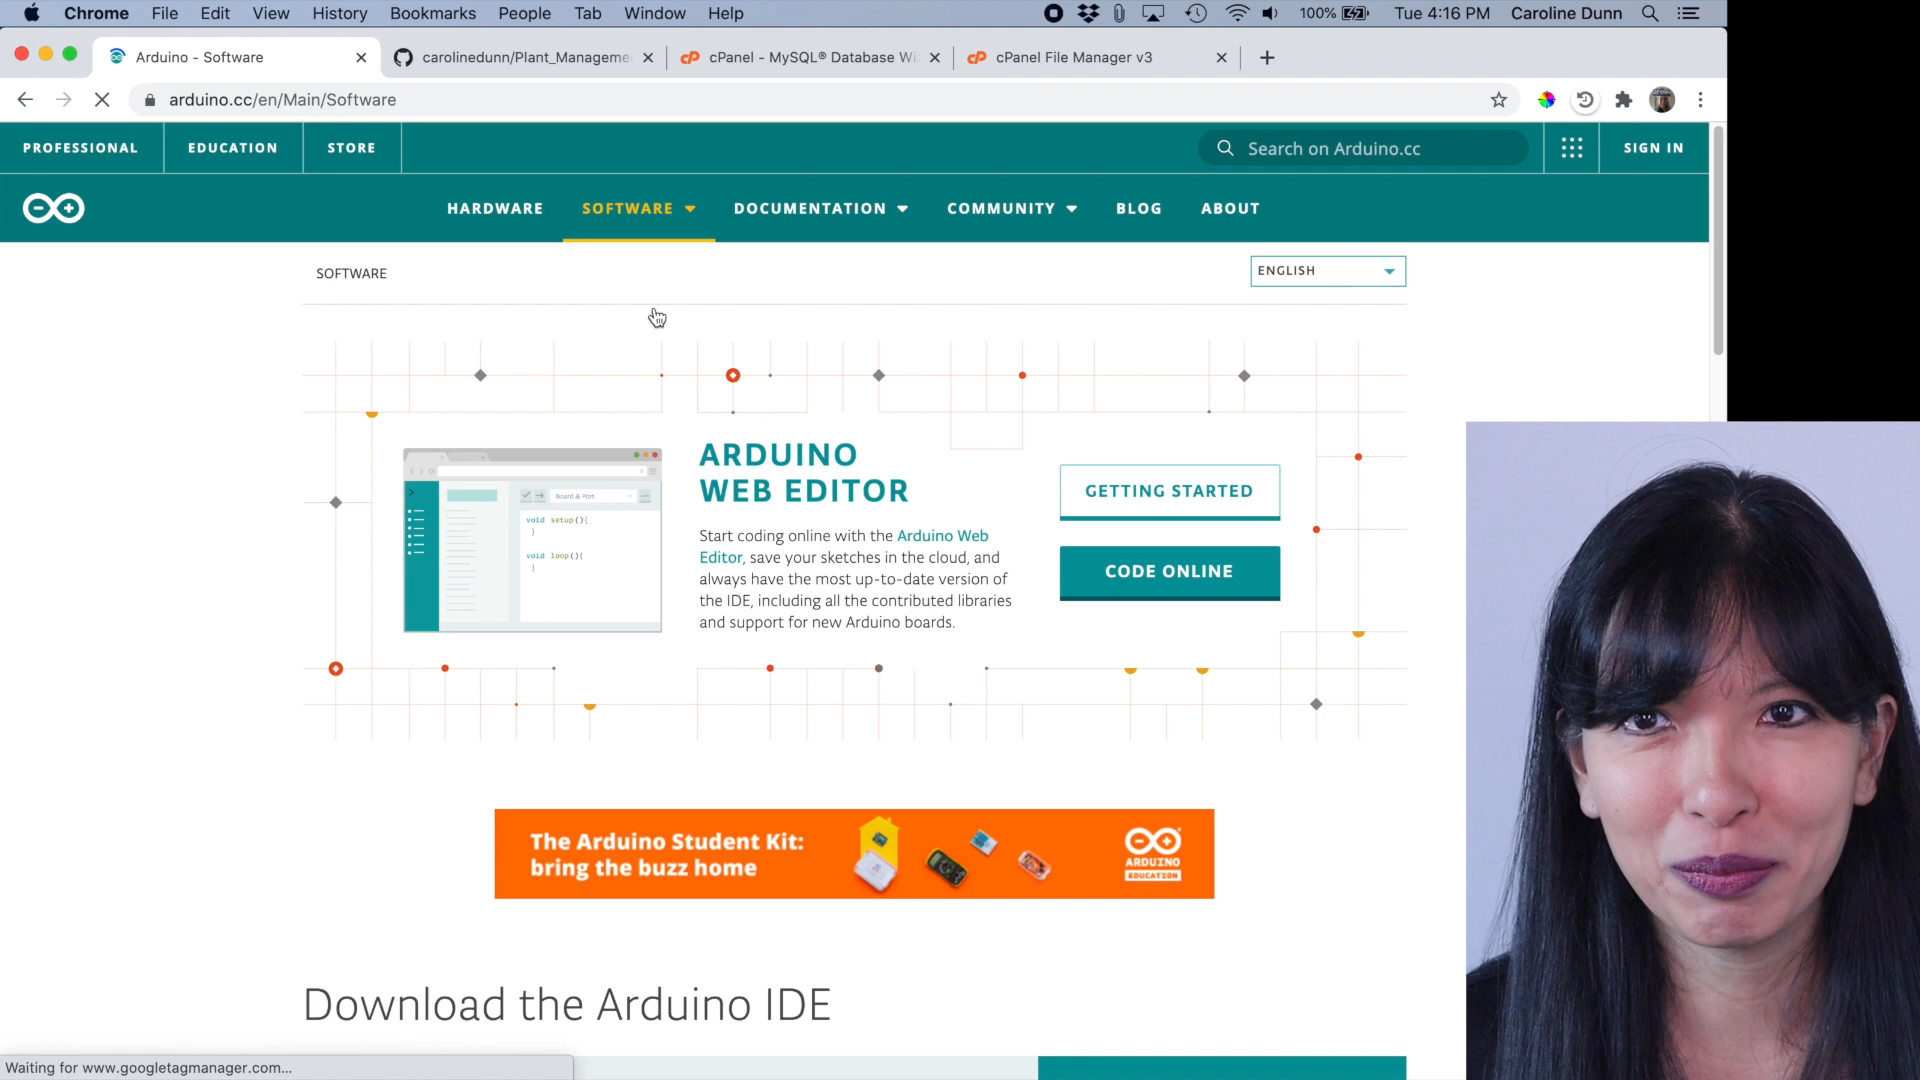 Chrome File Edit View History Bookmarks People Tab Window Help 100% Tue 4:16 PM Caroline Dunn
Arduino - Software carolinedunn/Plant_Manageme cPanel - MySQL® Database Wi cPanel File Manager v3
arduino.cc/en/Main/Software
PROFESSIONAL EDUCATION STORE Search on Arduino.cc SIGN IN
HARDWARE SOFTWARE DOCUMENTATION COMMUNITY BLOG ABOUT
SOFTWARE ENGLISH
ARDUINO
WEB EDITOR
Start coding online with the Arduino Web
Editor, save your sketches in the cloud, and
always have the most up-to-date version of
the IDE, including all the contributed libraries
and support for new Arduino boards.
Board & Port
void setup(){
}
void loop(){
}
GETTING STARTED
CODE ONLINE
The Arduino Student Kit:
bring the buzz home
ARDUINO
EDUCATION
Download the Arduino IDE
Waiting for www.googletagmanager.com...